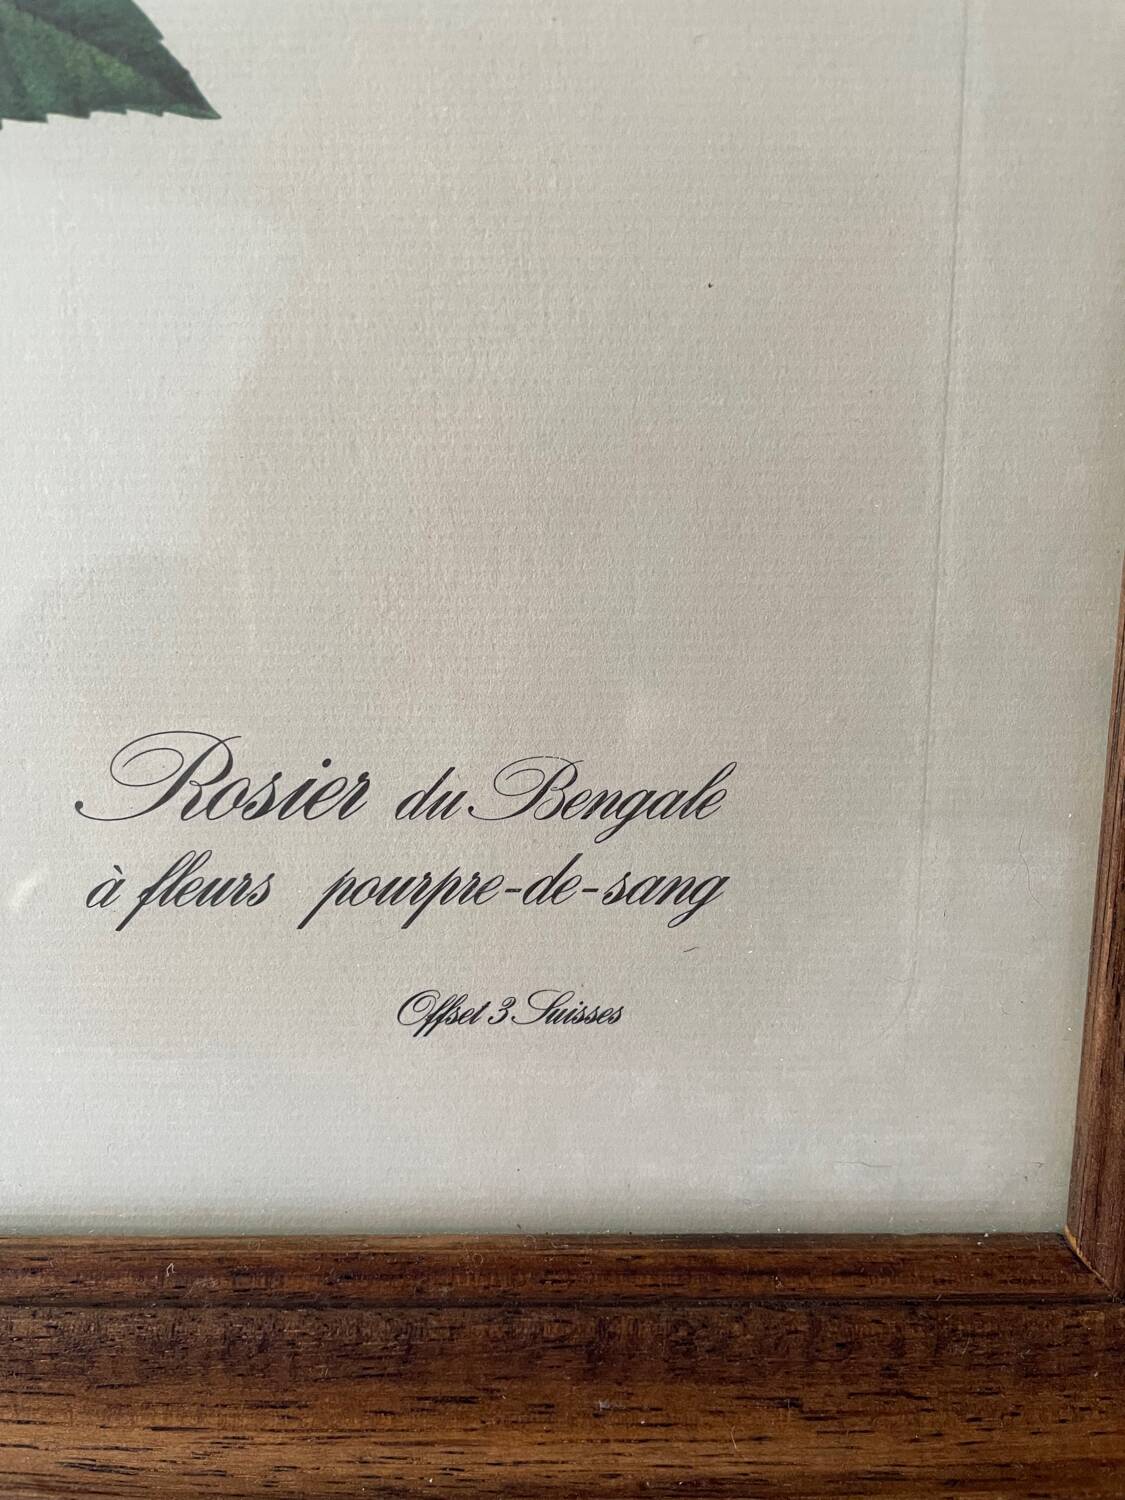 Rosier du Bengale
à fleurs pourpre-de-sang
Offset 3 Suisses